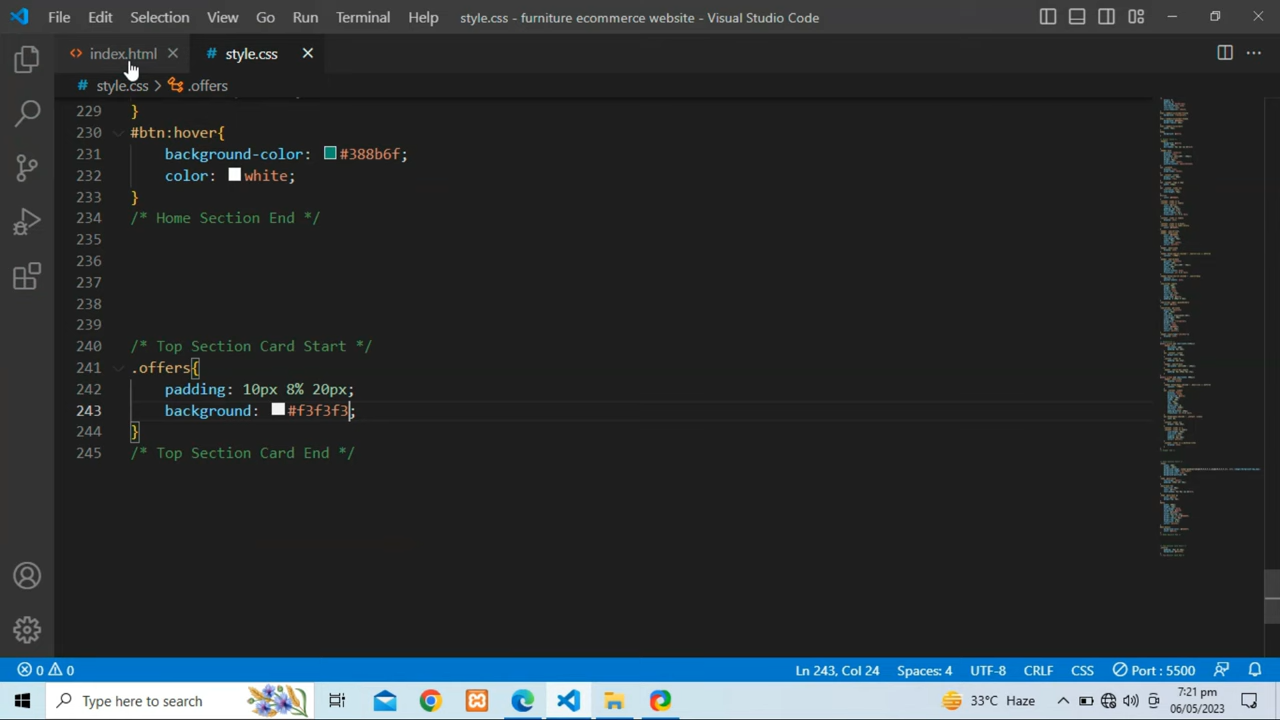 File Edit Selection View Go Run Terminal Help style.css - furniture ecommerce website - Visual Studio Code
index.html style.css
style.css > .offers
229 }
230 #btn:hover{
231 background-color: #388b6f;
232 color: white;
233 }
234 /* Home Section End */
235
236
237
238
239
240 /* Top Section Card Start */
241 .offers{
242 padding: 10px 8% 20px;
243 background: #f3f3f3;
244 }
245 /* Top Section Card End */
0 0 Ln 243, Col 24 Spaces: 4 UTF-8 CRLF CSS Port : 5500
Type here to search 33°C Haze 7:21 pm
06/05/2023